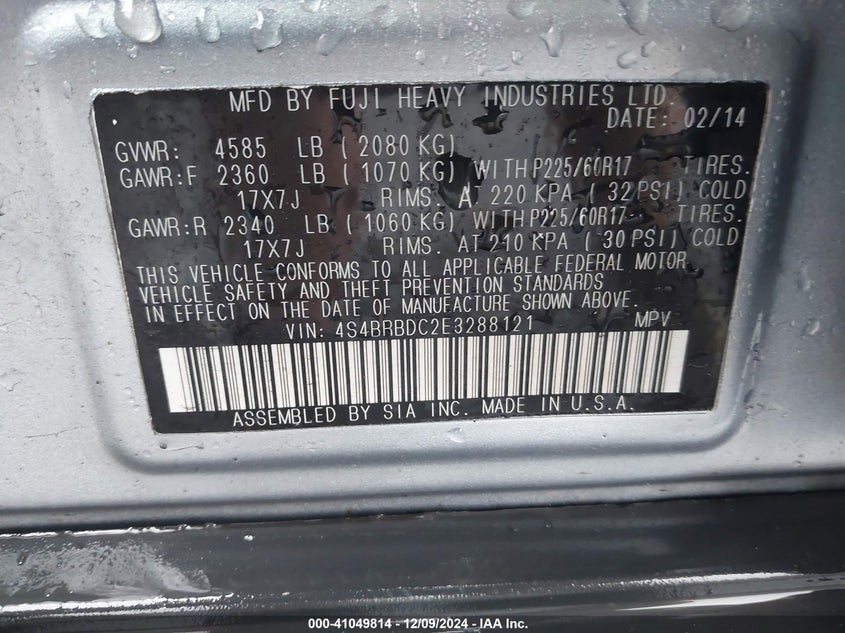 MFD BY FUJI HEAVY INDUSTRIES LTD.
DATE: 02/14
GVWR: 4585 LB ( 2080 KG)
GAWR:F 2360 LB ( 1070 KG) WITH P225/60R17 TIRES.
17X7J RIMS. AT 220 KPA ( 32 PSI) COLD
GAWR:R 2340 LB ( 1060 KG) WITH P225/60R17 TIRES.
17X7J RIMS. AT 210 KPA ( 30 PSI) COLD
THIS VEHICLE CONFORMS TO ALL APPLICABLE FEDERAL MOTOR
VEHICLE SAFETY AND THEFT PREVENTION STANDARDS
IN EFFECT ON THE DATE OF MANUFACTURE SHOWN ABOVE.
VIN: 4S4BRBDC2E3288121 MPV
ASSEMBLED BY SIA INC. MADE IN U.S.A.
000-41049814 - 12/09/2024 - IAA Inc.